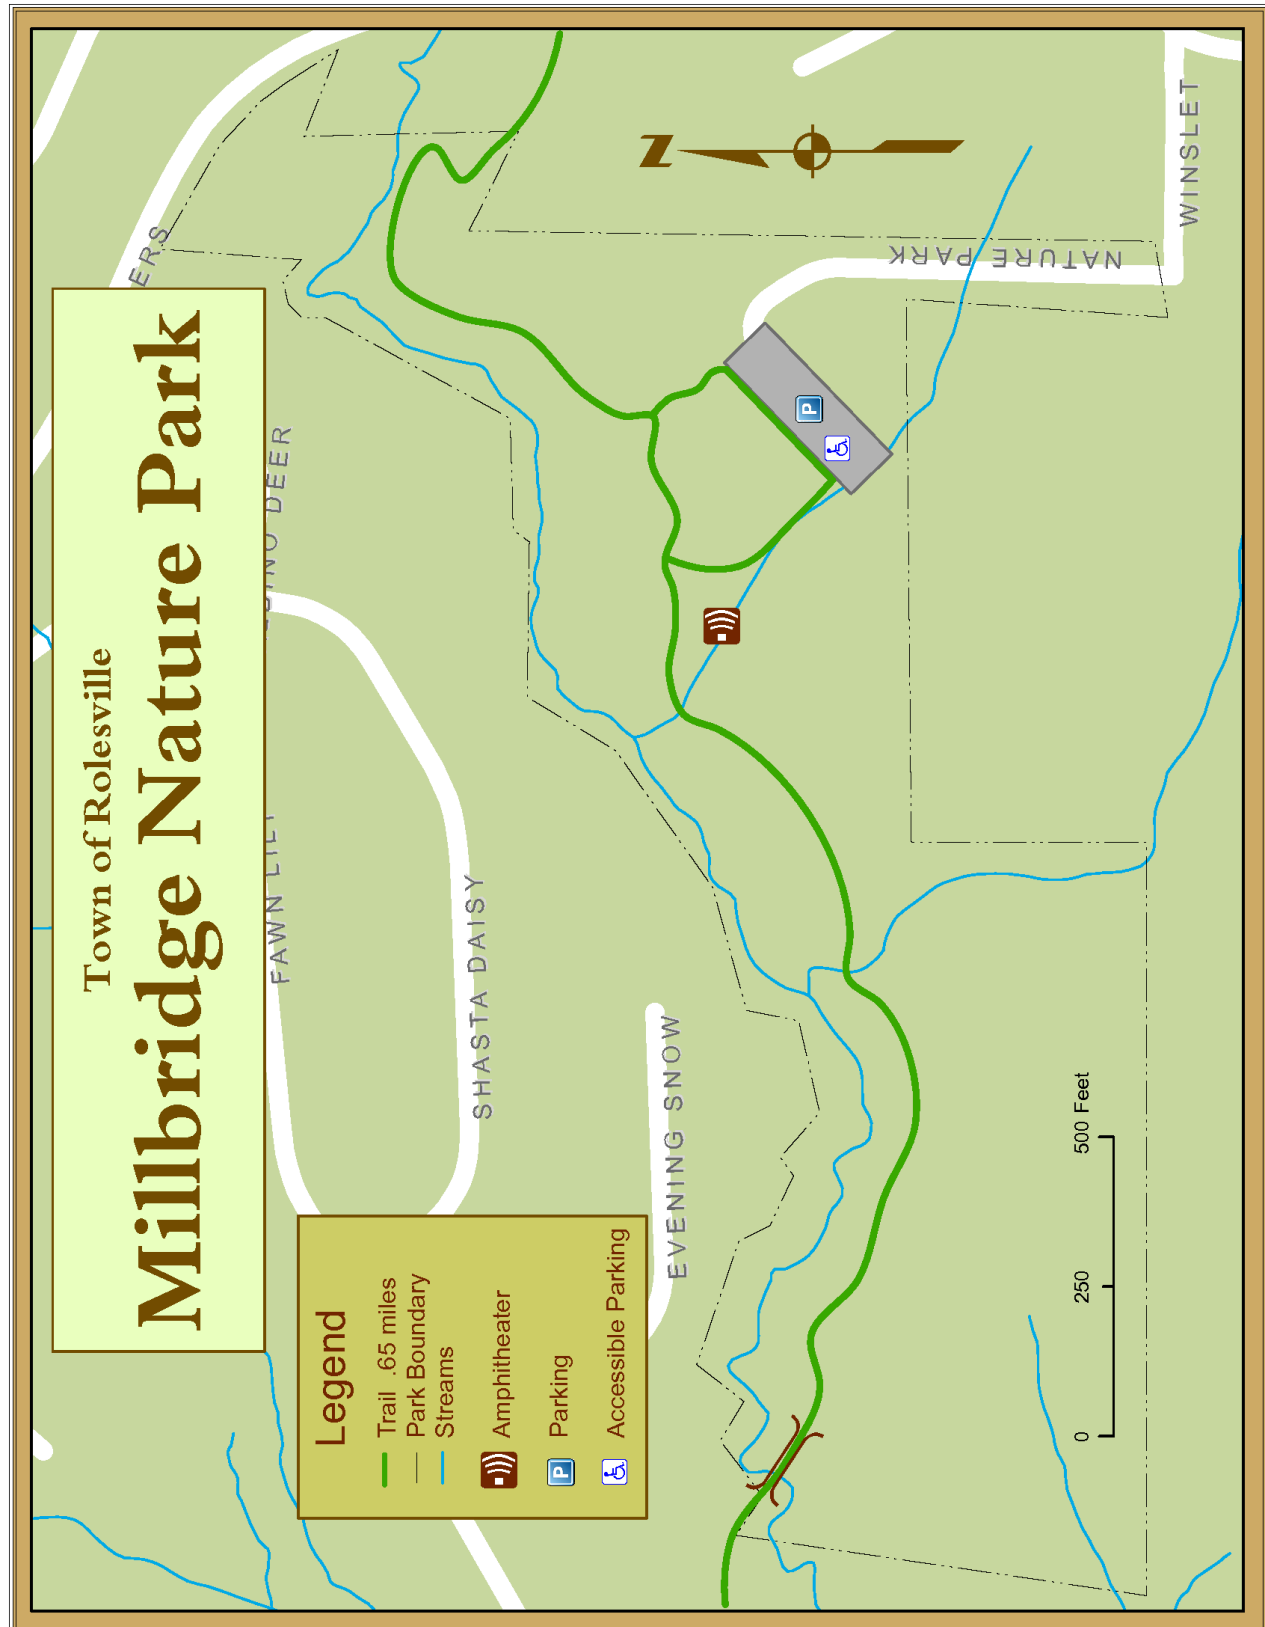 Town of Rolesville
Millbridge Nature Park
ERS
DEER
FAWN LILY
SHASTA DAISY
EVENING SNOW
NATURE PARK
WINSLET
N
P
Legend
Trail .65 miles
Park Boundary
Streams
Amphitheater
P
Parking
Accessible Parking
0
250
500 Feet